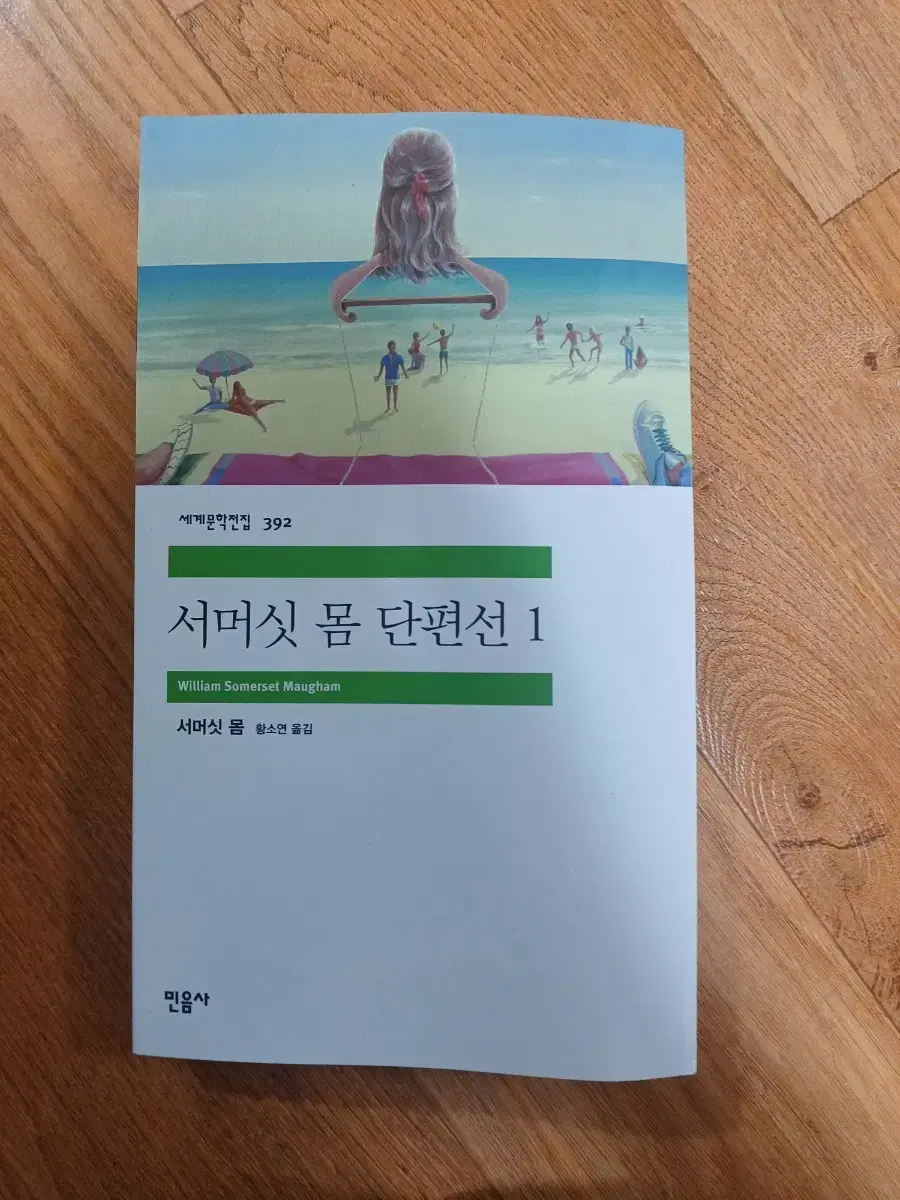 세계문학전집 392
서머싯 몸 단편선 1
William Somerset Maugham
서머싯 몸 황소연 옮김
민음사